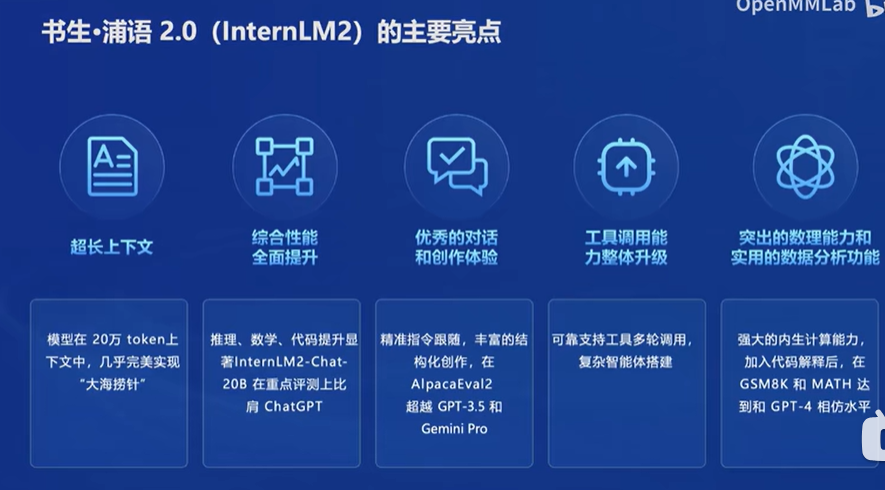 OpenMMLab
书生·浦语 2.0（InternLM2）的主要亮点
超长上下文
综合性能
全面提升
优秀的对话
和创作体验
工具调用能
力整体升级
突出的数理能力和
实用的数据分析功能
模型在 20万 token上
下文中，几乎完美实现
“大海捞针”
推理、数学、代码提升显
著InternLM2-Chat-
20B 在重点评测上比
肩 ChatGPT
精准指令跟随，丰富的结
构化创作，在
AlpacaEval2
超越 GPT-3.5 和
Gemini Pro
可靠支持工具多轮调用，
复杂智能体搭建
强大的内生计算能力，
加入代码解释后，在
GSM8K 和 MATH 达
到和 GPT-4 相仿水平